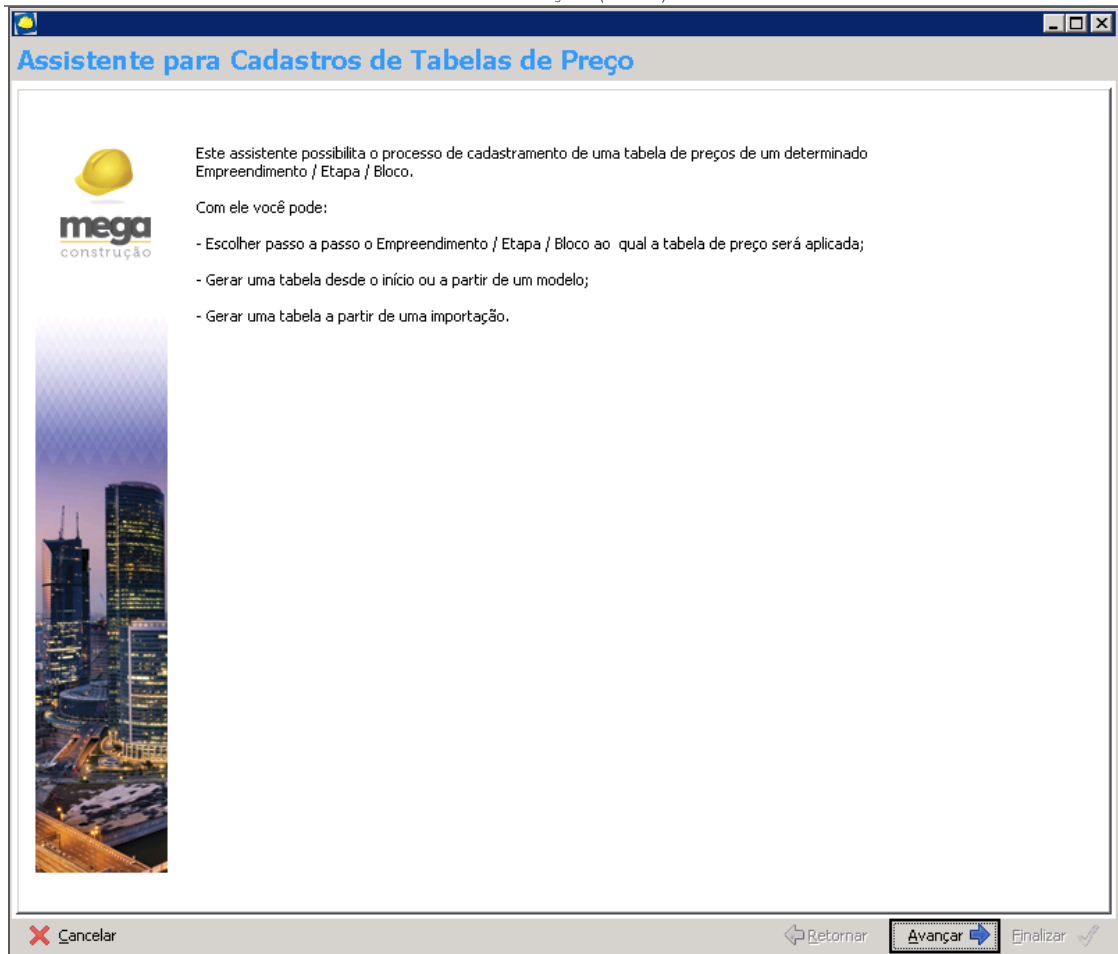 Assistente para Cadastros de Tabelas de Preço
Este assistente possibilita o processo de cadastramento de uma tabela de preços de um determinado
Empreendimento / Etapa / Bloco.
Com ele você pode:
- Escolher passo a passo o Empreendimento / Etapa / Bloco ao  qual a tabela de preço será aplicada;
- Gerar uma tabela desde o início ou a partir de um modelo;
- Gerar uma tabela a partir de uma importação.
mega
construção
Cancelar
Retornar
Avançar
Finalizar